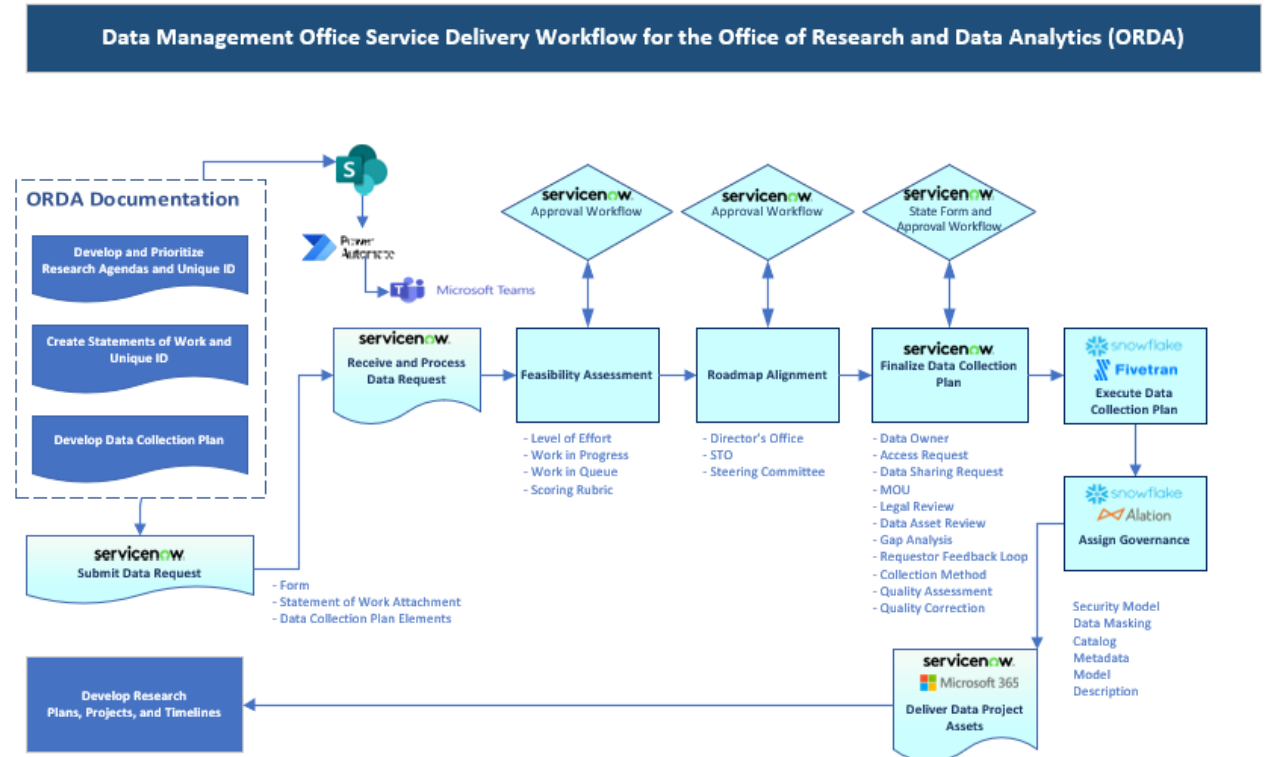 Data Management Office Service Delivery Workflow for the Office of Research and Data Analytics (ORDA)
ORDA Documentation
Develop and Prioritize
Research Agendas and Unique ID
Create Statements of Work and
Unique ID
Develop Data Collection Plan
servicenow.
Submit Data Request
- Form
- Statement of Work Attachment
- Data Collection Plan Elements
S
Power
Automate
T
Microsoft Teams
servicenow.
Receive and Process
Data Request
servicenow.
Approval Workflow
Feasibility Assessment
- Level of Effort
- Work in Progress
- Work in Queue
- Scoring Rubric
servicenow.
Approval Workflow
Roadmap Alignment
- Director's Office
- STO
- Steering Committee
servicenow.
State Form and
Approval Workflow
servicenow.
Finalize Data Collection
Plan
- Data Owner
- Access Request
- Data Sharing Request
- MOU
- Legal Review
- Data Asset Review
- Gap Analysis
- Requestor Feedback Loop
- Collection Method
- Quality Assessment
- Quality Correction
snowflake
Fivetran
Execute Data
Collection Plan
snowflake
Alation
Assign Governance
Security Model
Data Masking
Catalog
Metadata
Model
Description
servicenow.
Microsoft 365
Deliver Data Project
Assets
Develop Research
Plans, Projects, and Timelines